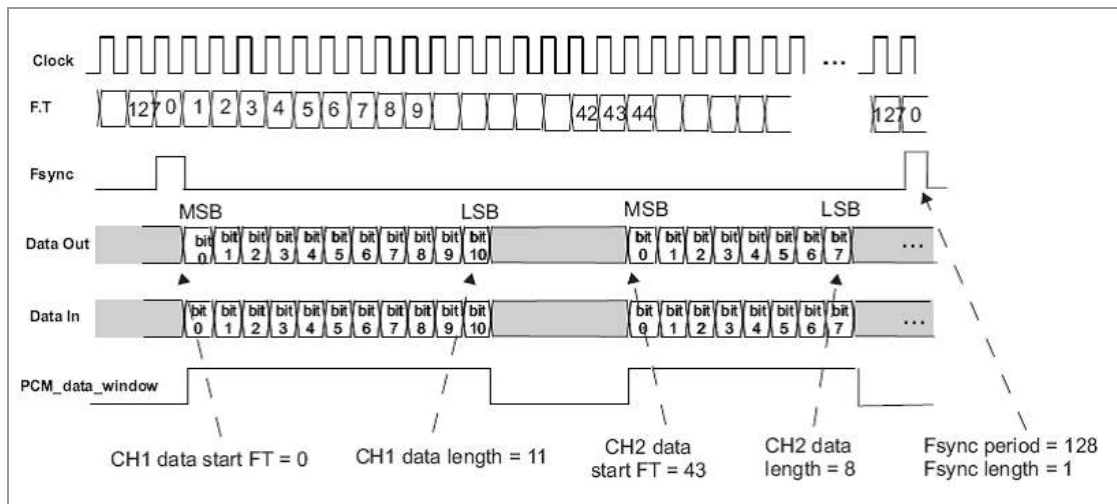 Clock
...
F.T 127 0 1 2 3 4 5 6 7 8 9 42 43 44 127 0
Fsync
MSB LSB MSB LSB
Data Out bit 0 bit 1 bit 2 bit 3 bit 4 bit 5 bit 6 bit 7 bit 8 bit 9 bit 10 bit 0 bit 1 bit 2 bit 3 bit 4 bit 5 bit 6 bit 7 ...
Data In bit 0 bit 1 bit 2 bit 3 bit 4 bit 5 bit 6 bit 7 bit 8 bit 9 bit 10 bit 0 bit 1 bit 2 bit 3 bit 4 bit 5 bit 6 bit 7 ...
PCM_data_window
CH1 data start FT = 0
CH1 data length = 11
CH2 data
start FT = 43
CH2 data
length = 8
Fsync period = 128
Fsync length = 1